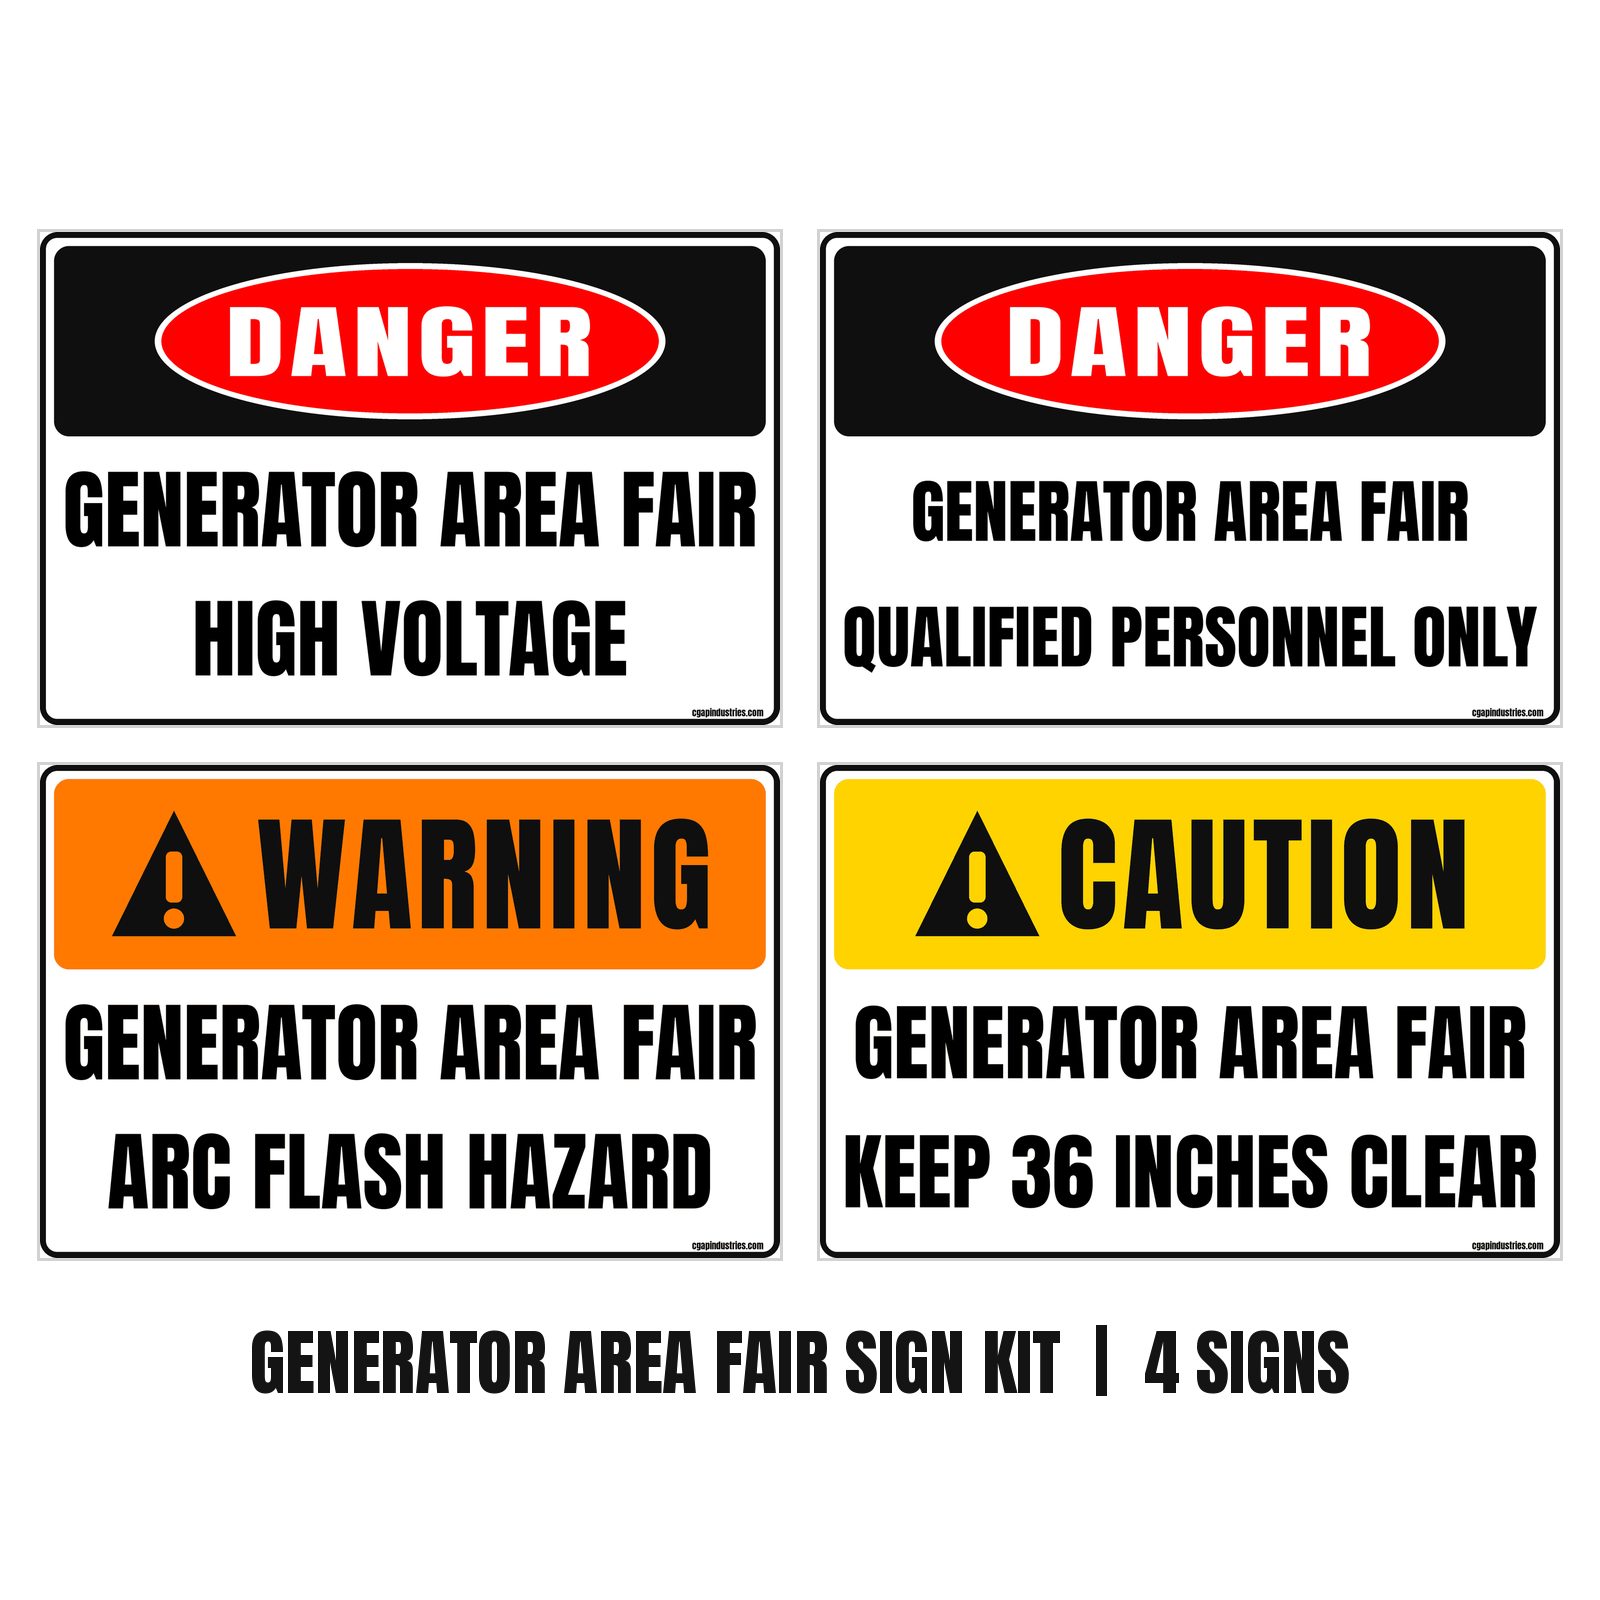 DANGER
GENERATOR AREA FAIR
HIGH VOLTAGE
cgapindustries.com
DANGER
GENERATOR AREA FAIR
QUALIFIED PERSONNEL ONLY
cgapindustries.com
WARNING
GENERATOR AREA FAIR
ARC FLASH HAZARD
cgapindustries.com
CAUTION
GENERATOR AREA FAIR
KEEP 36 INCHES CLEAR
cgapindustries.com
GENERATOR AREA FAIR SIGN KIT | 4 SIGNS